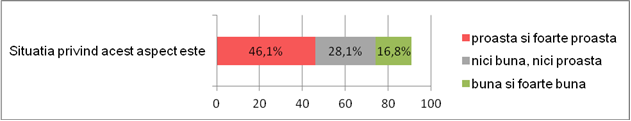 Situatia privind acest aspect este
46,1%
28,1%
16,8%
0
20
40
60
80
100
proasta si foarte proasta
nici buna, nici proasta
buna si foarte buna